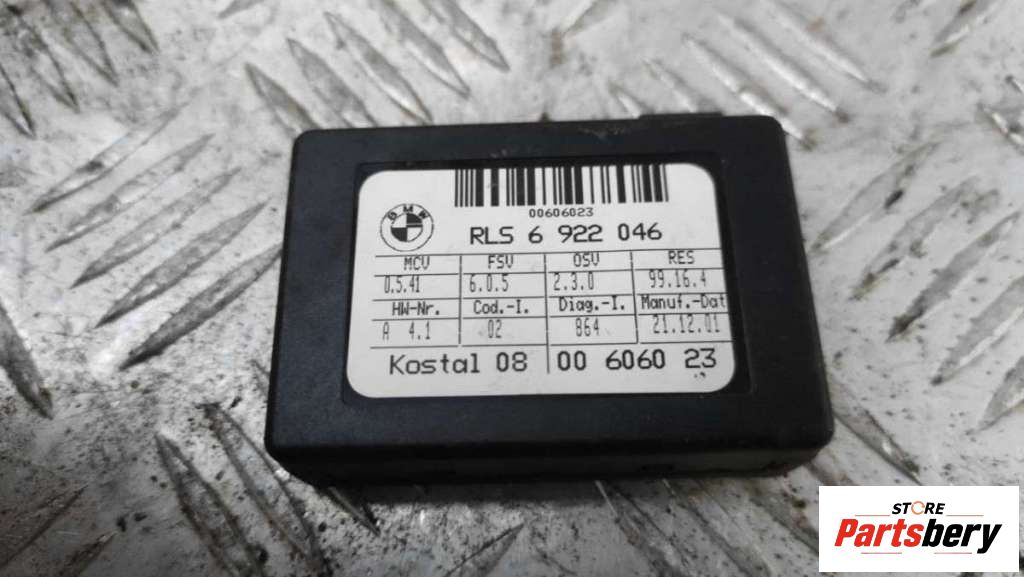 00606023
BMW
RLS 6 922 046
MCV FSV OSV RES
0.5.41 6.0.5 2.3.0 99.16.4
HW-Nr. Cod.-I. Diag.-I. Manuf.-Dat
A 4.1 02 864 21.12.01
Kostal 08 00 606 0 23
STORE
Partsbery